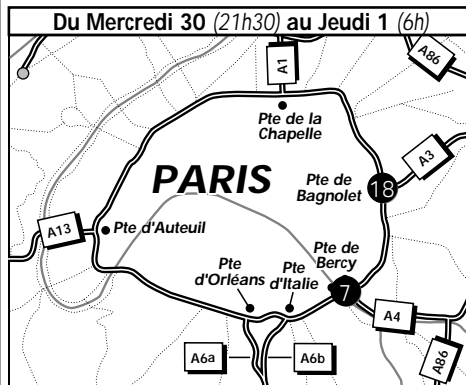 Du Mercredi 30 (21h30) au Jeudi 1 (6h)
A1
A86
Pte de la
Chapelle
PARIS
A3
Pte de
Bagnolet
18
A13
Pte d'Auteuil
Pte
d'Orléans
Pte
d'Italie
Pte de
Bercy
7
A4
A6a
A6b
A86